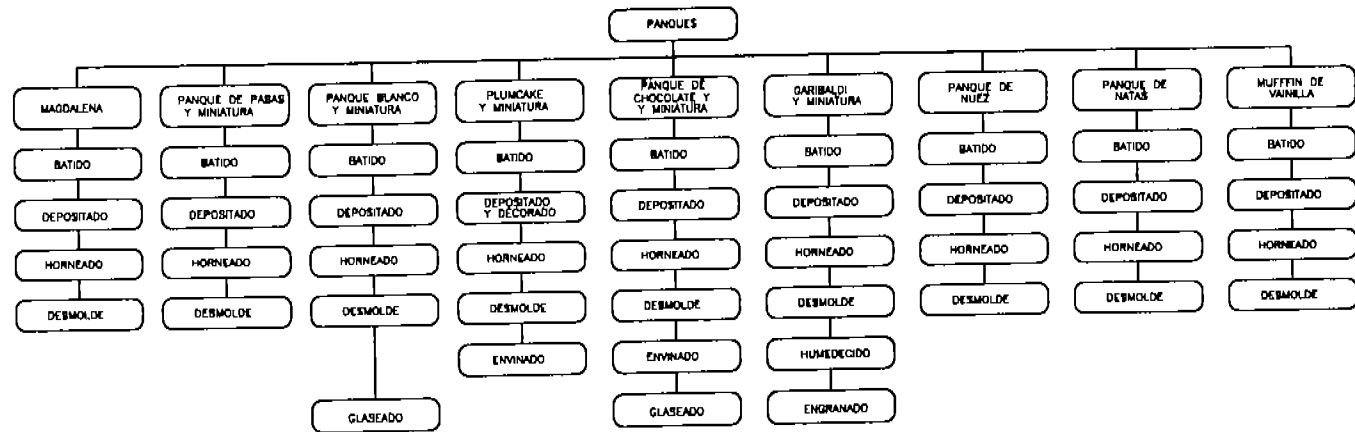 PANQUES
MAGDALENA
PANQUE DE PASAS
Y MINIATURA
PANQUE BLANCO
Y MINIATURA
PLUMCAKE
Y MINIATURA
PANQUE DE
CHOCOLATE Y
Y MINIATURA
GARIBALDI
Y MINIATURA
PANQUE DE
NUEZ
PANQUE DE
NATAS
MUFFFIN DE
VAINILLA
BATIDO
BATIDO
BATIDO
BATIDO
BATIDO
BATIDO
BATIDO
BATIDO
BATIDO
DEPOSITADO
DEPOSITADO
DEPOSITADO
DEPOSITADO
Y DECORADO
DEPOSITADO
DEPOSITADO
DEPOSITADO
DEPOSITADO
DEPOSITADO
HORNEADO
HORNEADO
HORNEADO
HORNEADO
HORNEADO
HORNEADO
HORNEADO
HORNEADO
HORNEADO
DESMOLDE
DESMOLDE
DESMOLDE
DESMOLDE
DESMOLDE
DESMOLDE
DESMOLDE
DESMOLDE
DESMOLDE
ENVINADO
ENVINADO
HUMEDECIDO
GLASEADO
GLASEADO
ENGRANADO